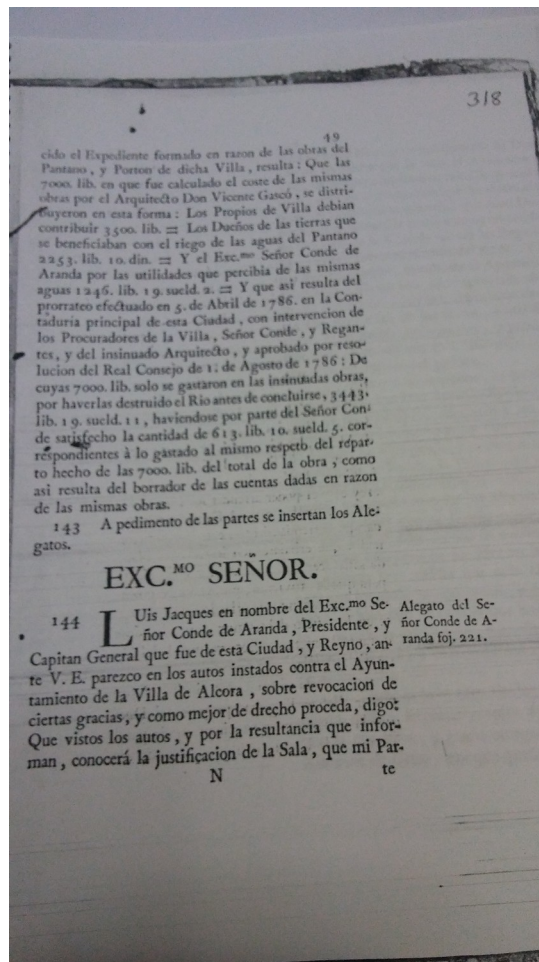 318
49
cido el Expediente formado en razon de las obras del
Pantano , y Porton de dicha Villa , resulta : Que las
7000. lib. en que fue calculado el coste de las mismas
obras por el Arquitecto Don Vicente Gascó , se distri-
buyeron en esta forma : Los Propios de Villa debian
contribuir 3500. lib. = Los Dueños de las tierras que
se beneficiaban con el riego de las aguas del Pantano
2253. lib. 10. din. = Y el Exc.mo Señor Conde de
Aranda por las utilidades que percibia de las mismas
aguas 1246. lib. 19. sueld. 2. = Y que asi resulta del
prorrateo efectuado en 5. de Abril de 1786. en la Con-
taduria principal de esta Ciudad , con intervencion de
los Procuradores de la Villa , Señor Conde , y Regan-
tes , y del insinuado Arquitecto , y aprobado por reso-
lucion del Real Consejo de 1. de Agosto de 1786 : De
cuyas 7000. lib. solo se gastaron en las insinuadas obras,
por haverlas destruido el Rio antes de concluirse , 3443.
lib. 19. sueld. 11 , haviendose por parte del Señor Con-
de satisfecho la cantidad de 613. lib. 10. sueld. 5. cor-
respondientes à lo gastado al mismo respeto del repar-
to hecho de las 7000. lib. del total de la obra , como
asi resulta del borrador de las cuentas dadas en razon
de las mismas obras.
143 A pedimento de las partes se insertan los Ale-
gatos.
EXC.MO SEÑOR.
144 LUis Jacques en nombre del Exc.mo Se-
ñor Conde de Aranda , Presidente , y
Capitan General que fue de esta Ciudad , y Reyno , an-
te V. E. parezco en los autos instados contra el Ayun-
tamiento de la Villa de Alcora , sobre revocacion de
ciertas gracias , y como mejor de drecho proceda , digo:
Que vistos los autos , y por la resultancia que infor-
man , conocerá la justificacion de la Sala , que mi Par-
Alegato del Se-
ñor Conde de A-
randa foj. 221.
N
te